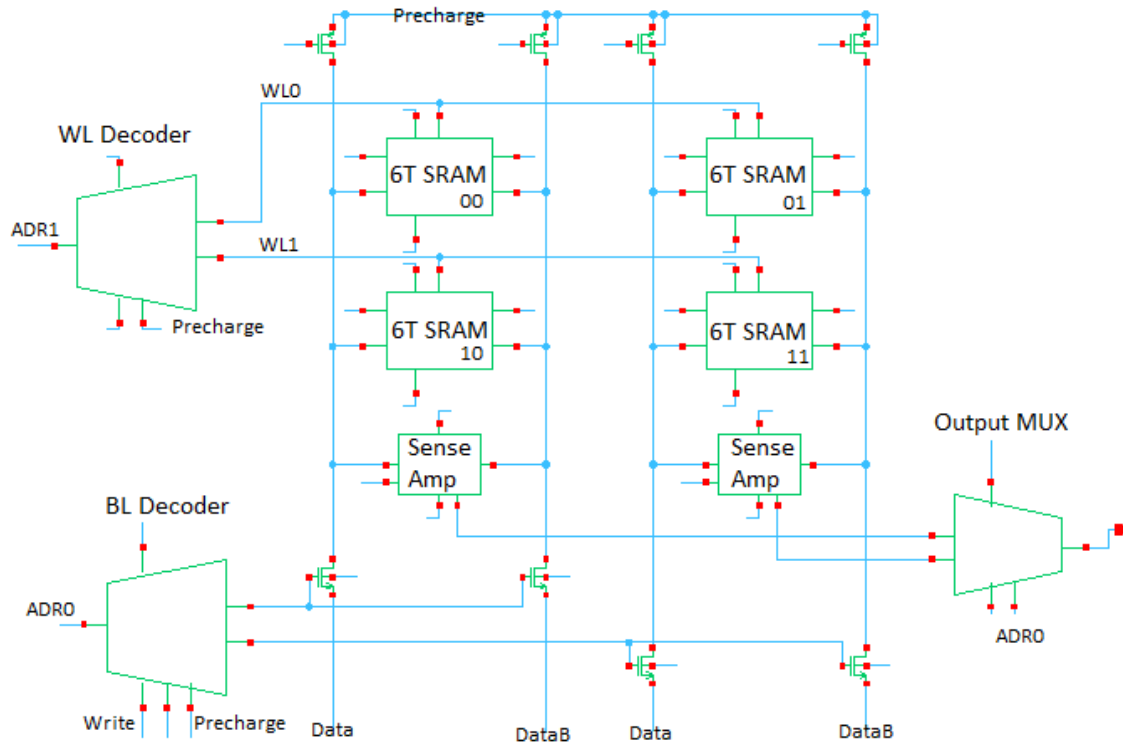 Precharge
WL0
WL Decoder
6T SRAM
00
6T SRAM
01
ADR1
WL1
Precharge
6T SRAM
10
6T SRAM
11
Output MUX
Sense
Amp
Sense
Amp
BL Decoder
ADR0
ADR0
Write
Precharge
Data
DataB
Data
DataB